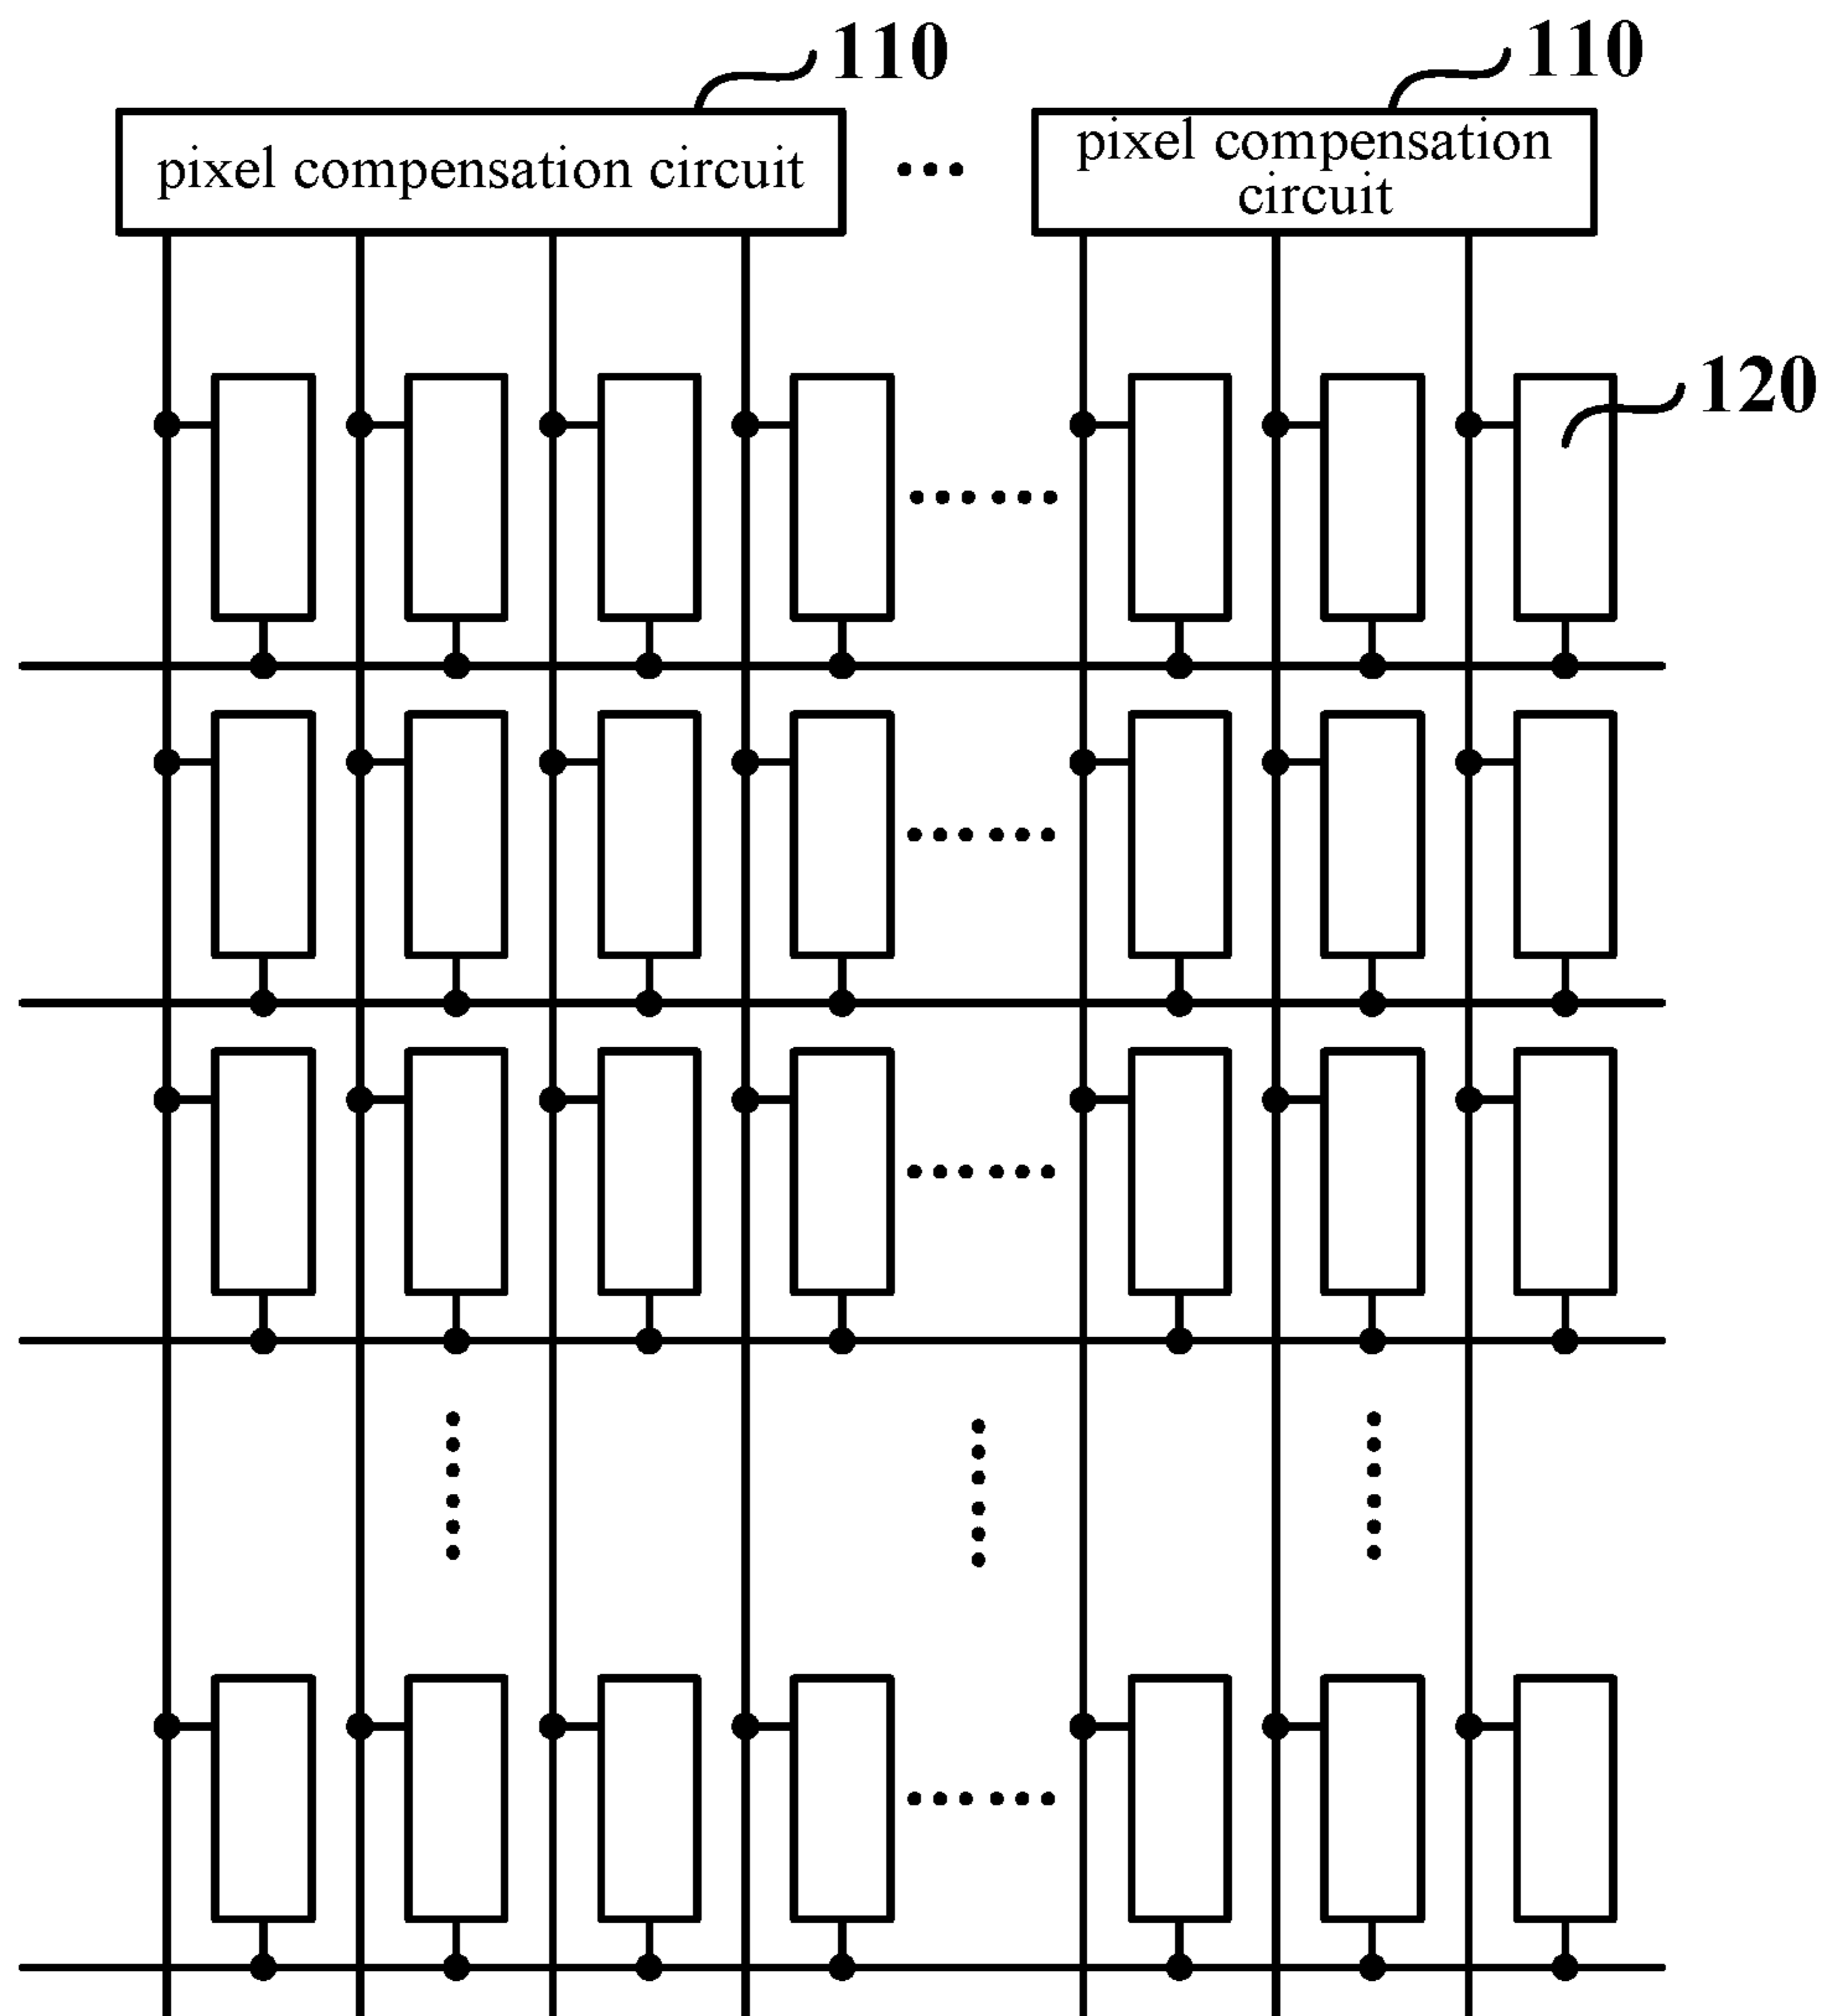 110
110
pixel compensation circuit
pixel compensation
circuit
120